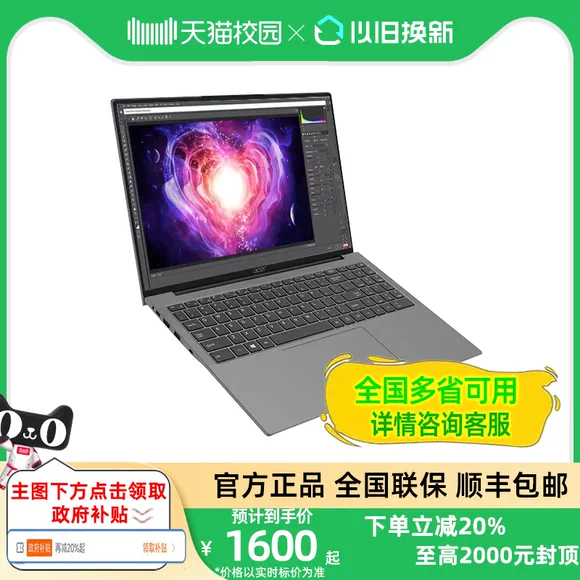 天猫校园 × 以旧换新
acer
全国多省可用
详情咨询客服
主图下方点击领取
政府补贴
政府补贴 再减20%起 领取补贴 >
官方正品 全国联保 顺丰包邮
预计到手价
¥ 1600 起
*价格以实时标价为准
下单立减20%
至高2000元封顶